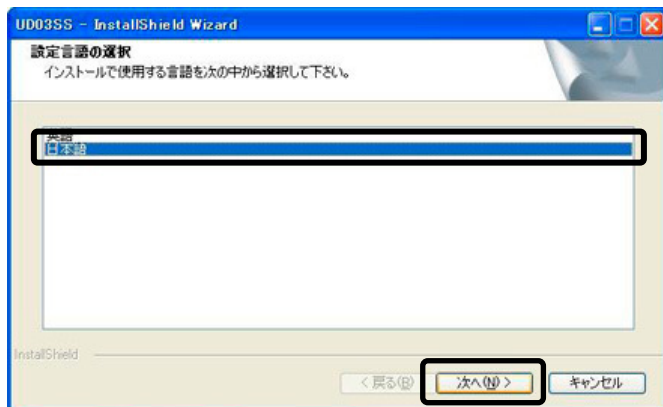 UD03SS - InstallShield Wizard
設定言語の選択
インストールで使用する言語を次の中から選択して下さい。
英語
日本語
InstallShield
< 戻る(B)
次へ(N) >
キャンセル